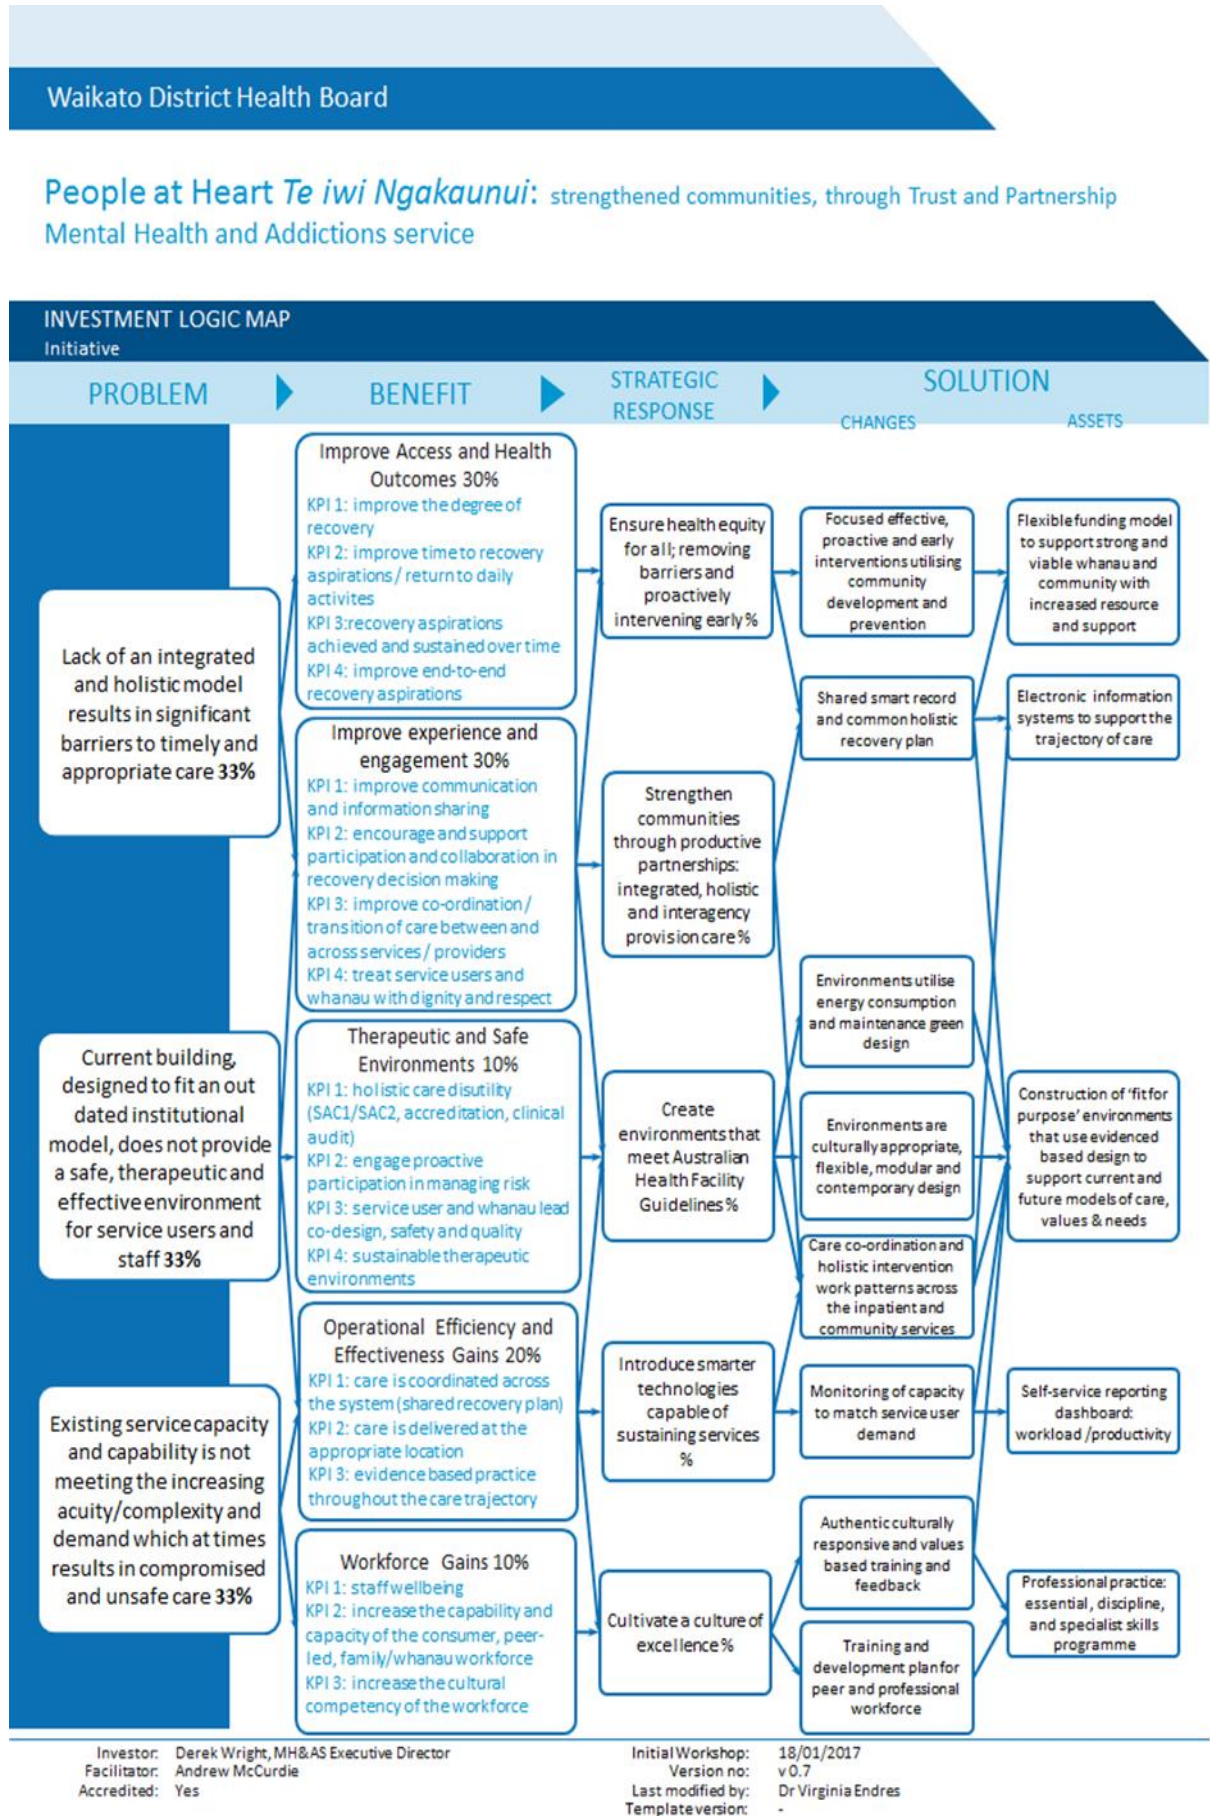 Waikato District Health Board
People at Heart Te iwi Ngakaunui: strengthened communities, through Trust and Partnership
Mental Health and Addictions service
INVESTMENT LOGIC MAP
Initiative
PROBLEM
BENEFIT
STRATEGIC
RESPONSE
SOLUTION
CHANGES
ASSETS
Lack of an integrated
and holistic model
results in significant
barriers to timely and
appropriate care 33%
Current building,
designed to fit an out
dated institutional
model, does not provide
a safe, therapeutic and
effective environment
for service users and
staff 33%
Existing service capacity
and capability is not
meeting the increasing
acuity/complexity and
demand which at times
results in compromised
and unsafe care 33%
Improve Access and Health
Outcomes 30%
KPI 1: improve the degree of
recovery
KPI 2: improve time to recovery
aspirations / return to daily
activites
KPI 3:recovery aspirations
achieved and sustained over time
KPI 4: improve end-to-end
recovery aspirations
Improve experience and
engagement 30%
KPI 1: improve communication
and information sharing
KPI 2: encourage and support
participation and collaboration in
recovery decision making
KPI 3: improve co-ordination /
transition of care between and
across services / providers
KPI 4: treat service users and
whanau with dignity and respect
Therapeutic and Safe
Environments 10%
KPI 1: holistic care disutility
(SAC1/SAC2, accreditation, clinical
audit)
KPI 2: engage proactive
participation in managing risk
KPI 3: service user and whanau lead
co-design, safety and quality
KPI 4: sustainable therapeutic
environments
Operational Efficiency and
Effectiveness Gains 20%
KPI 1: care is coordinated across
the system (shared recovery plan)
KPI 2: care is delivered at the
appropriate location
KPI 3: evidence based practice
throughout the care trajectory
Workforce Gains 10%
KPI 1: staff wellbeing
KPI 2: increase the capability and
capacity of the consumer, peer-
led, family/whanau workforce
KPI 3: increase the cultural
competency of the workforce
Ensure health equity
for all; removing
barriers and
proactively
intervening early %
Strengthen
communities
through productive
partnerships:
integrated, holistic
and interagency
provision care %
Create
environments that
meet Australian
Health Facility
Guidelines %
Introduce smarter
technologies
capable of
sustaining services
%
Cultivate a culture of
excellence %
Focused effective,
proactive and early
interventions utilising
community
development and
prevention
Shared smart record
and common holistic
recovery plan
Environments utilise
energy consumption
and maintenance green
design
Environments are
culturally appropriate,
flexible, modular and
contemporary design
Care co-ordination and
holistic intervention
work patterns across
the inpatient and
community services
Monitoring of capacity
to match service user
demand
Authentic culturally
responsive and values
based training and
feedback
Training and
development plan for
peer and professional
workforce
Flexible funding model
to support strong and
viable whanau and
community with
increased resource
and support
Electronic information
systems to support the
trajectory of care
Construction of ‘fit for
purpose’ environments
that use evidenced
based design to
support current and
future models of care,
values & needs
Self-service reporting
dashboard:
workload /productivity
Professional practice:
essential, discipline,
and specialist skills
programme
Investor: Derek Wright, MH&AS Executive Director
Facilitator: Andrew McCurdie
Accredited: Yes
Initial Workshop: 18/01/2017
Version no: v 0.7
Last modified by: Dr Virginia Endres
Template version: -